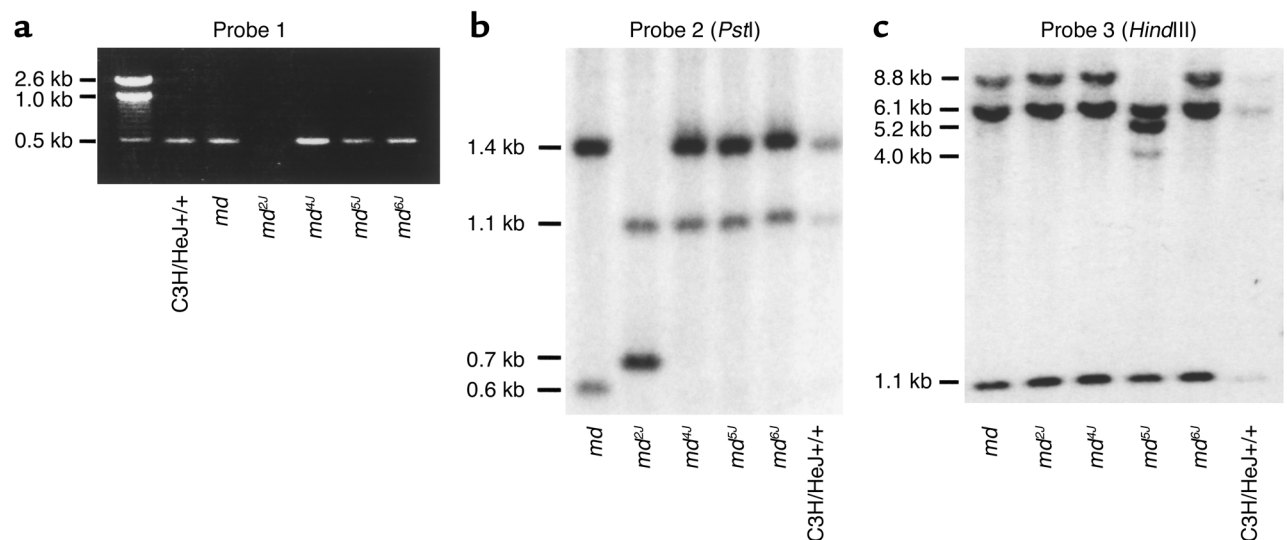 a
Probe 1
2.6 kb
1.0 kb
0.5 kb
C3H/HeJ+/+
md
md2J
md4J
md5J
md6J
b
Probe 2 (PstI)
1.4 kb
1.1 kb
0.7 kb
0.6 kb
md
md2J
md4J
md5J
md6J
C3H/HeJ+/+
c
Probe 3 (HindIII)
8.8 kb
6.1 kb
5.2 kb
4.0 kb
1.1 kb
md
md2J
md4J
md5J
md6J
C3H/HeJ+/+